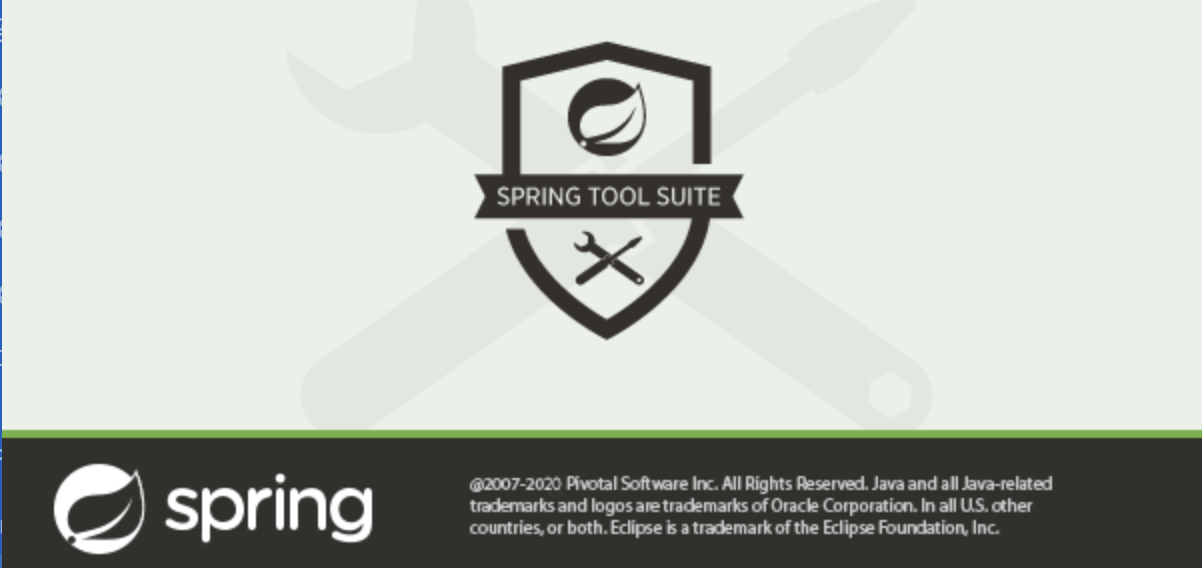 SPRING TOOL SUITE
spring
@2007-2020 Pivotal Software Inc. All Rights Reserved. Java and all Java-related
trademarks and logos are trademarks of Oracle Corporation. In all U.S. other
countries, or both. Eclipse is a trademark of the Eclipse Foundation, Inc.